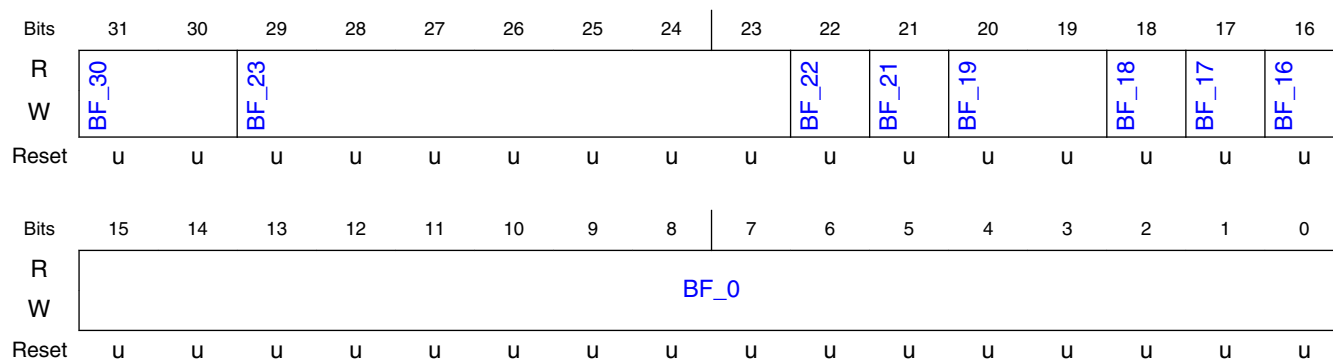 Bits 31 30 29 28 27 26 25 24 23 22 21 20 19 18 17 16
R
BF_30 BF_23 BF_22 BF_21 BF_19 BF_18 BF_17 BF_16
W
Reset u u u u u u u u u u u u u u u u
Bits 15 14 13 12 11 10 9 8 7 6 5 4 3 2 1 0
R
BF_0
W
Reset u u u u u u u u u u u u u u u u